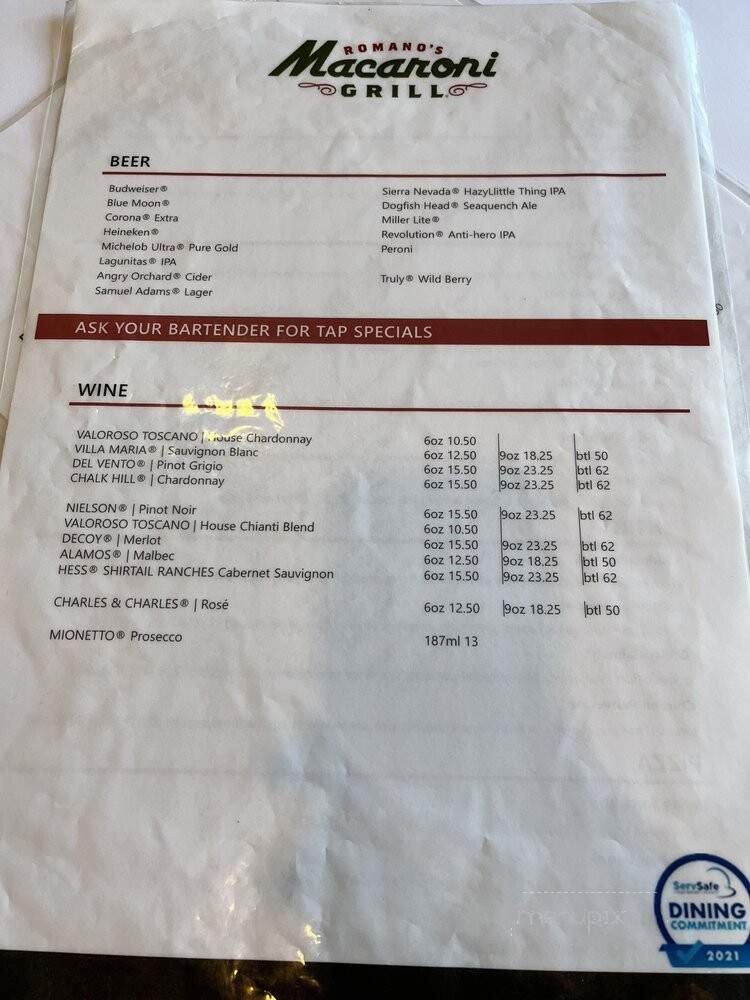 ROMANO'S
Macaroni
GRILL®
BEER
Budweiser®
Blue Moon®
Corona® Extra
Heineken®
Michelob Ultra® Pure Gold
Lagunitas® IPA
Angry Orchard® Cider
Samuel Adams® Lager
Sierra Nevada® HazyLlittle Thing IPA
Dogfish Head® Seaquench Ale
Miller Lite®
Revolution® Anti-hero IPA
Peroni
Truly® Wild Berry
ASK YOUR BARTENDER FOR TAP SPECIALS
WINE
VALOROSO TOSCANO | House Chardonnay 6oz 10.50
VILLA MARIA® | Sauvignon Blanc 6oz 12.50 |9oz 18.25 |btl 50
DEL VENTO® | Pinot Grigio 6oz 15.50 |9oz 23.25 |btl 62
CHALK HILL® | Chardonnay 6oz 15.50 |9oz 23.25 |btl 62
NIELSON® | Pinot Noir 6oz 15.50 |9oz 23.25 |btl 62
VALOROSO TOSCANO | House Chianti Blend 6oz 10.50
DECOY® | Merlot 6oz 15.50 |9oz 23.25 |btl 62
ALAMOS® | Malbec 6oz 12.50 |9oz 18.25 |btl 50
HESS® SHIRTAIL RANCHES Cabernet Sauvignon 6oz 15.50 |9oz 23.25 |btl 62
CHARLES & CHARLES® | Rosé 6oz 12.50 |9oz 18.25 |btl 50
MIONETTO® Prosecco 187ml 13
menupix
ServSafe
DINING
COMMITMENT
2021